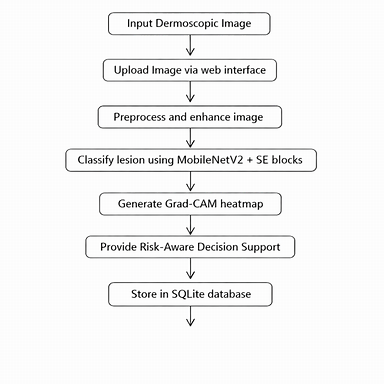 Input Dermoscopic Image
Upload Image via web interface
Preprocess and enhance image
Classify lesion using MobileNetV2 + SE blocks
Generate Grad-CAM heatmap
Provide Risk-Aware Decision Support
Store in SQLite database